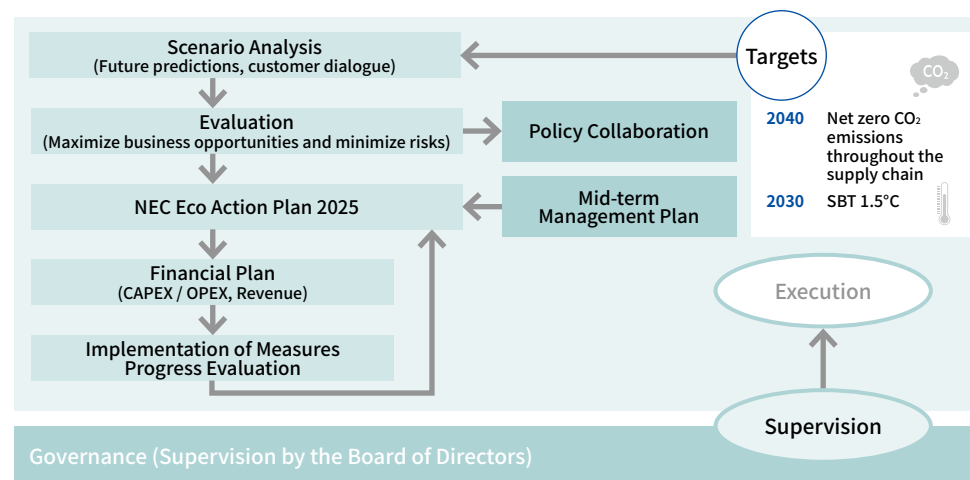 Scenario Analysis
(Future predictions, customer dialogue)
Targets
CO₂
Evaluation
(Maximize business opportunities and minimize risks)
Policy Collaboration
2040 Net zero CO₂
emissions
throughout the
supply chain
2030 SBT 1.5°C
NEC Eco Action Plan 2025
Mid-term
Management Plan
Financial Plan
(CAPEX / OPEX, Revenue)
Execution
Implementation of Measures
Progress Evaluation
Supervision
Governance (Supervision by the Board of Directors)